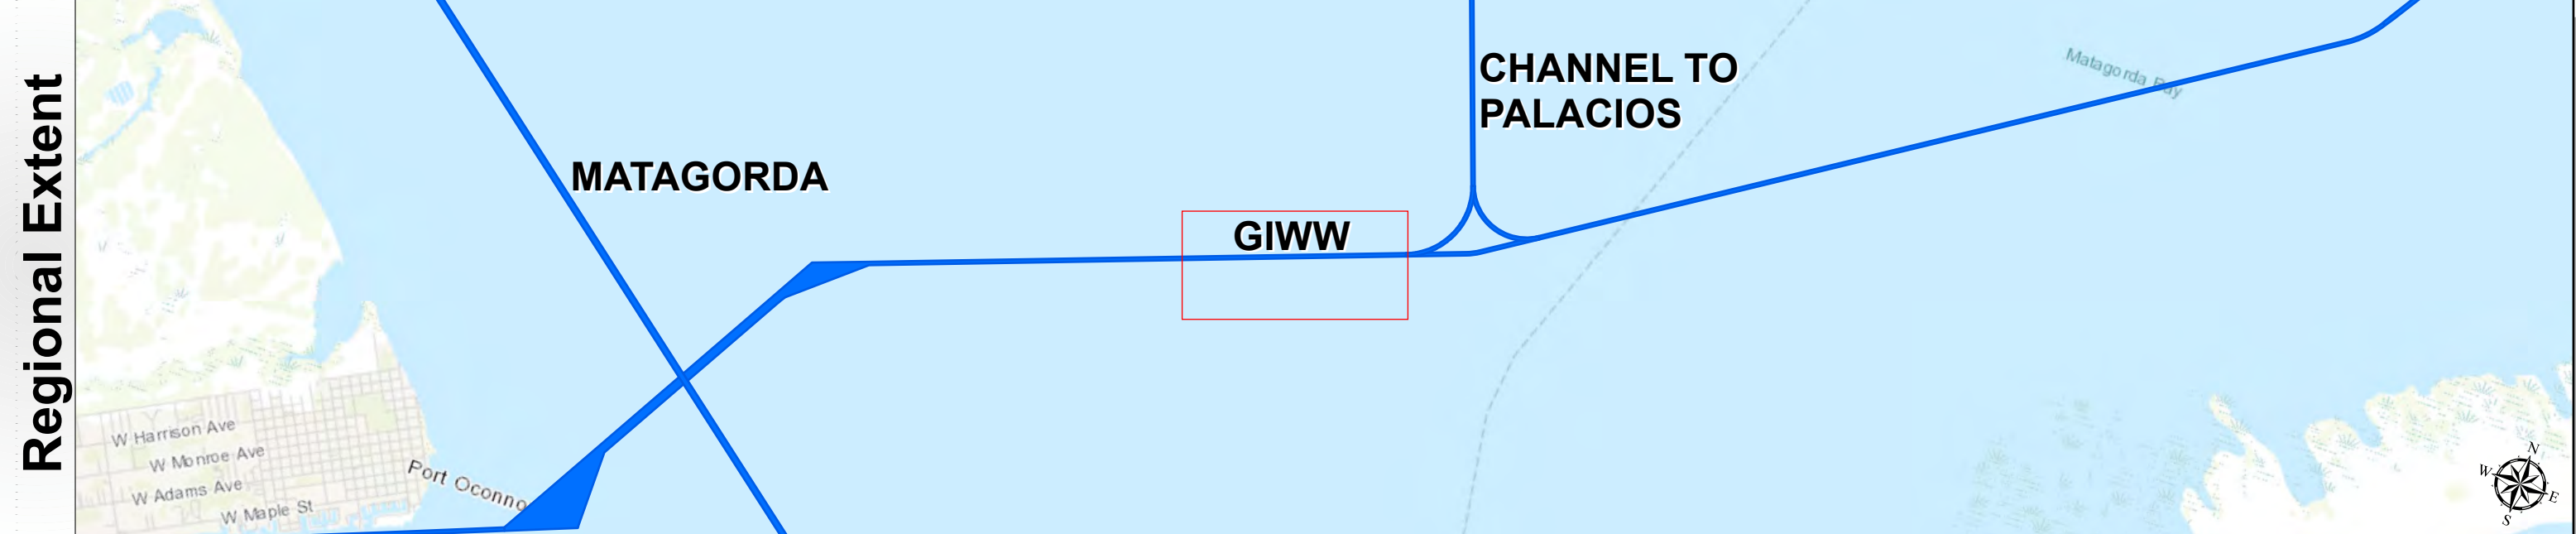 Regional Extent
CHANNEL TO
PALACIOS
Matagorda Bay
MATAGORDA
GIWW
W Harrison Ave
W Monroe Ave
W Adams Ave
W Maple St
Port Oconno
N
W
E
S